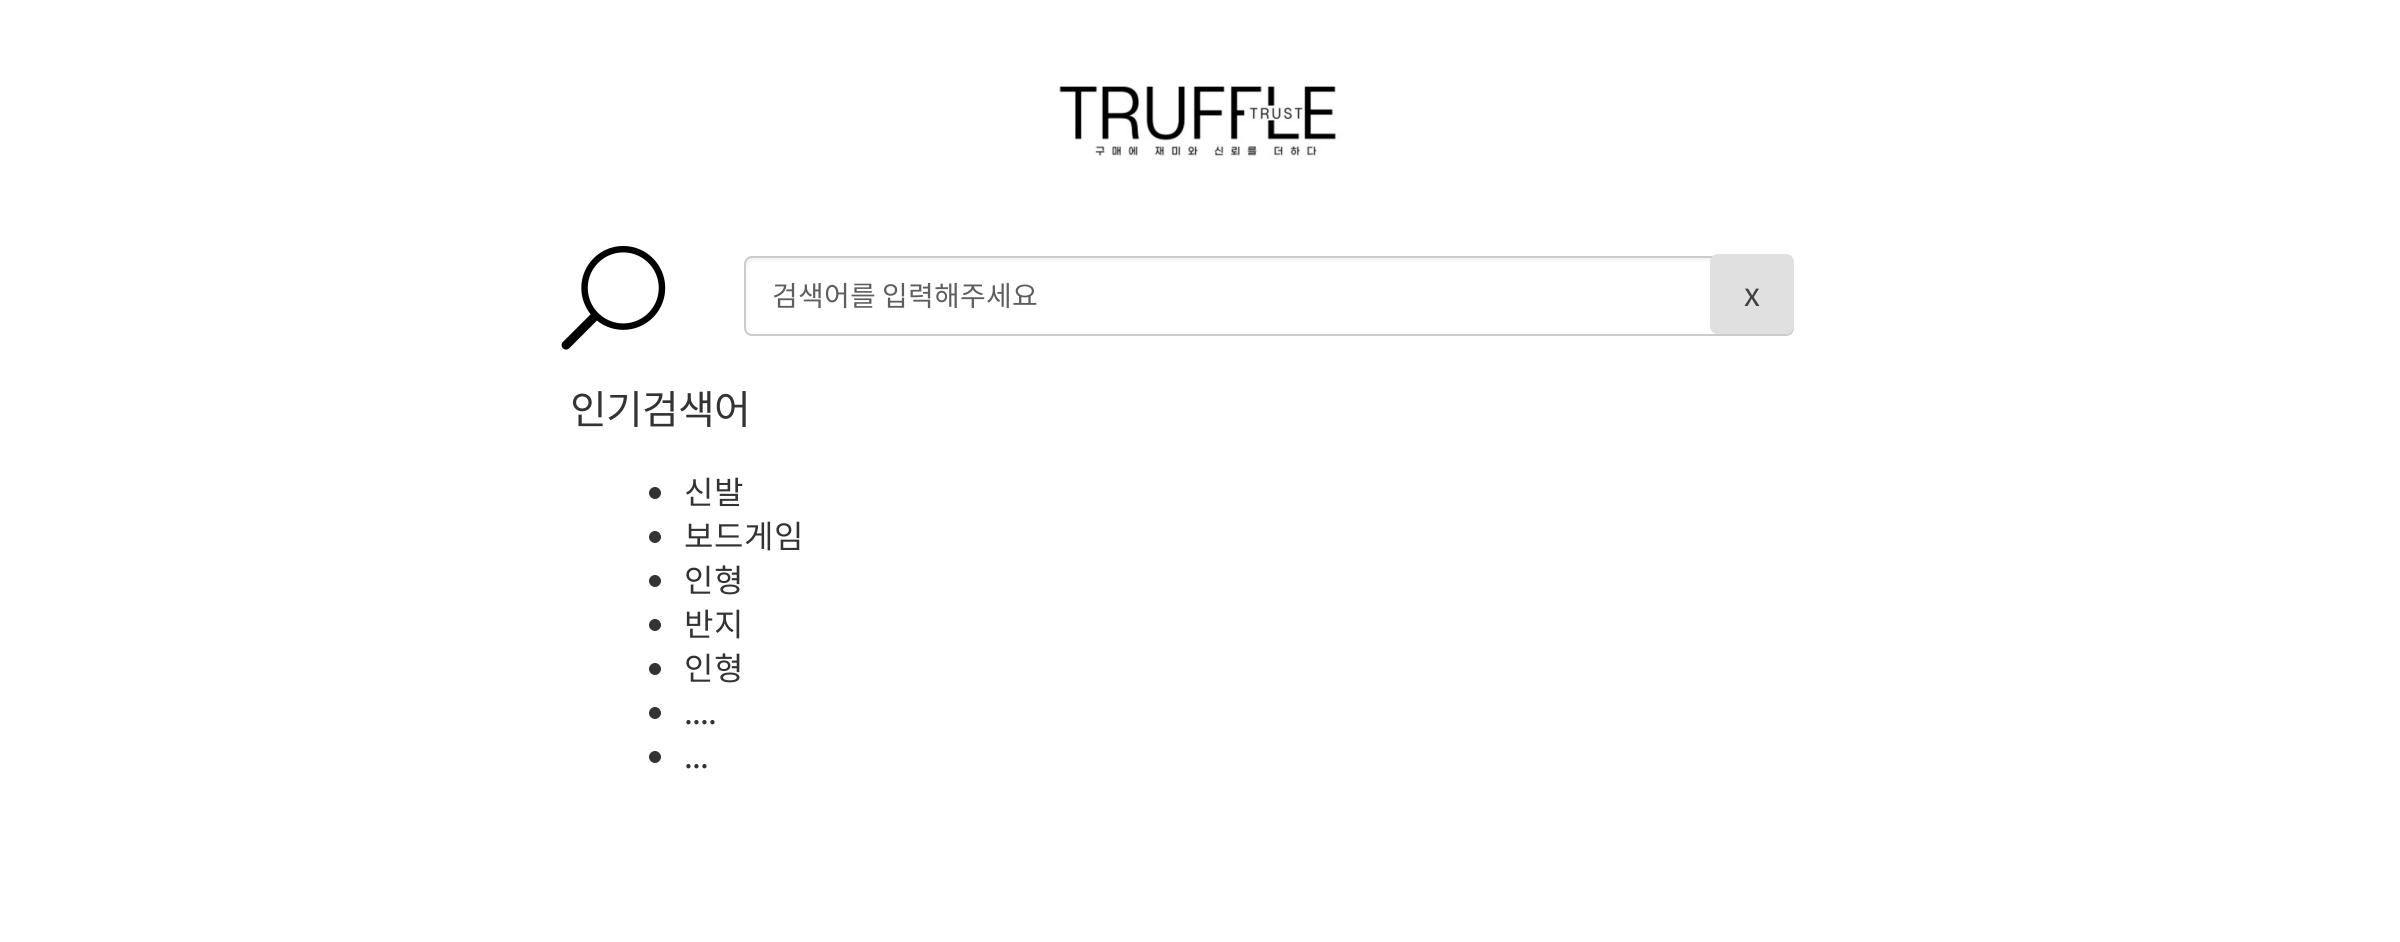 TRUFFLE
TRUST
구매에 재미와 신뢰를 더하다
검색어를 입력해주세요
X
인기검색어
신발
보드게임
인형
반지
인형
....
...